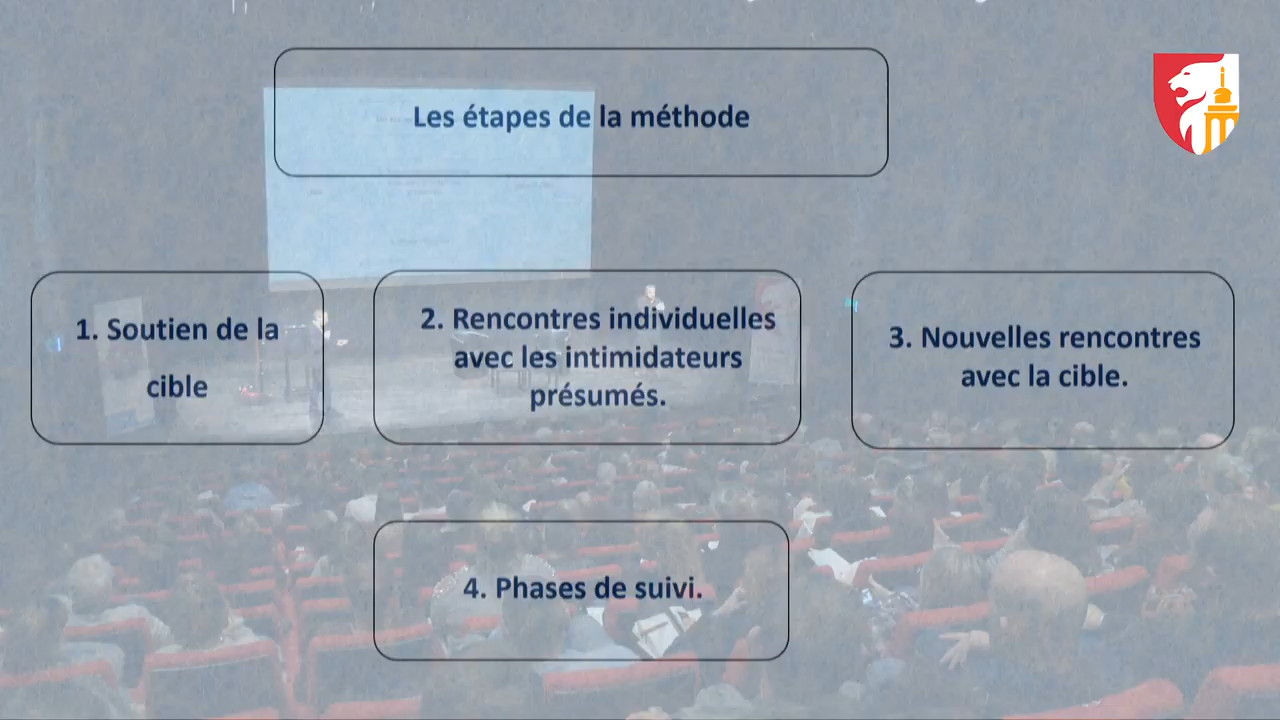 Les étapes de la méthode
1. Soutien de la
cible
2. Rencontres individuelles
avec les intimidateurs
présumés.
3. Nouvelles rencontres
avec la cible.
4. Phases de suivi.